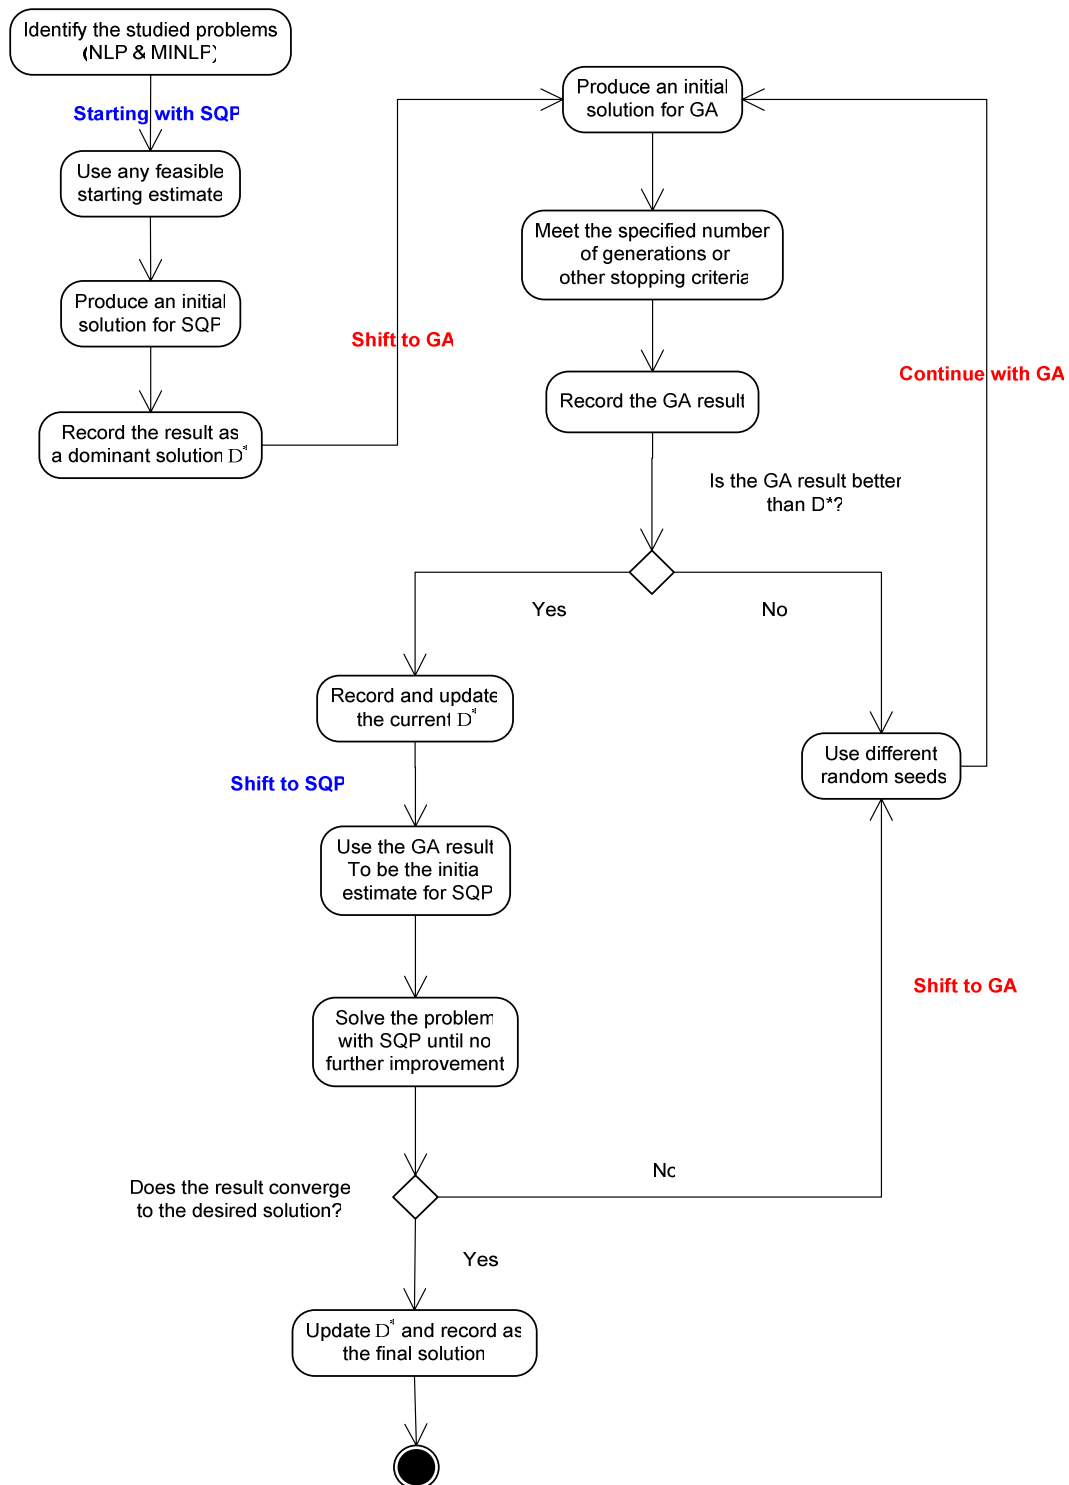 Identify the studied problems
(NLP & MINLP)
Starting with SQP
Use any feasible
starting estimate
Produce an initial
solution for SQP
Record the result as
a dominant solution D*
Shift to GA
Produce an initial
solution for GA
Meet the specified number
of generations or
other stopping criteria
Record the GA result
Continue with GA
Is the GA result better
than D*?
Yes
No
Record and update
the current D*
Use different
random seeds
Shift to SQP
Use the GA result
To be the initia
estimate for SQP
Shift to GA
Solve the problem
with SQP until no
further improvement
Does the result converge
to the desired solution?
No
Yes
Update D* and record as
the final solution